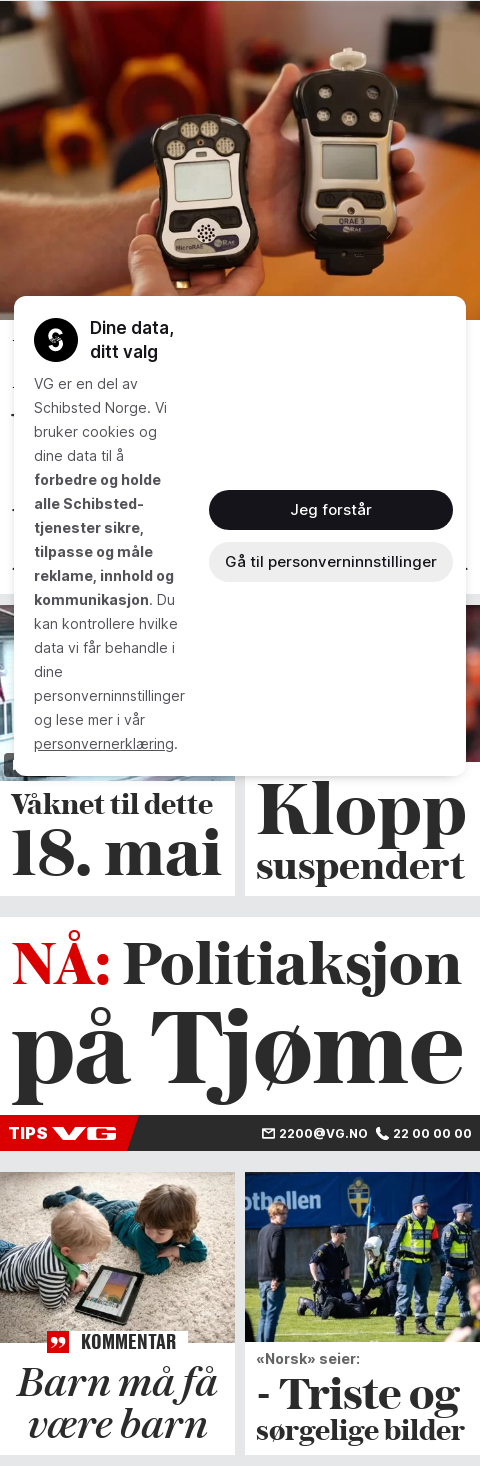 MicroRAE
RAE
QRAE 3
RAE
Dine data,
ditt valg
VG er en del av
Schibsted Norge. Vi
bruker cookies og
dine data til å
forbedre og holde
alle Schibsted-
tjenester sikre,
tilpasse og måle
reklame, innhold og
kommunikasjon. Du
kan kontrollere hvilke
data vi får behandle i
dine
personverninnstillinger
og lese mer i vår
personvernerklæring.
Jeg forstår
Gå til personverninnstillinger
Våknet til dette
18. mai
Klopp
suspendert
NÅ: Politiaksjon
på Tjøme
TIPS VG
2200@VG.NO 22 00 00 00
KOMMENTAR
Barn må få
være barn
otbollen
«Norsk» seier:
- Triste og
sørgelige bilder